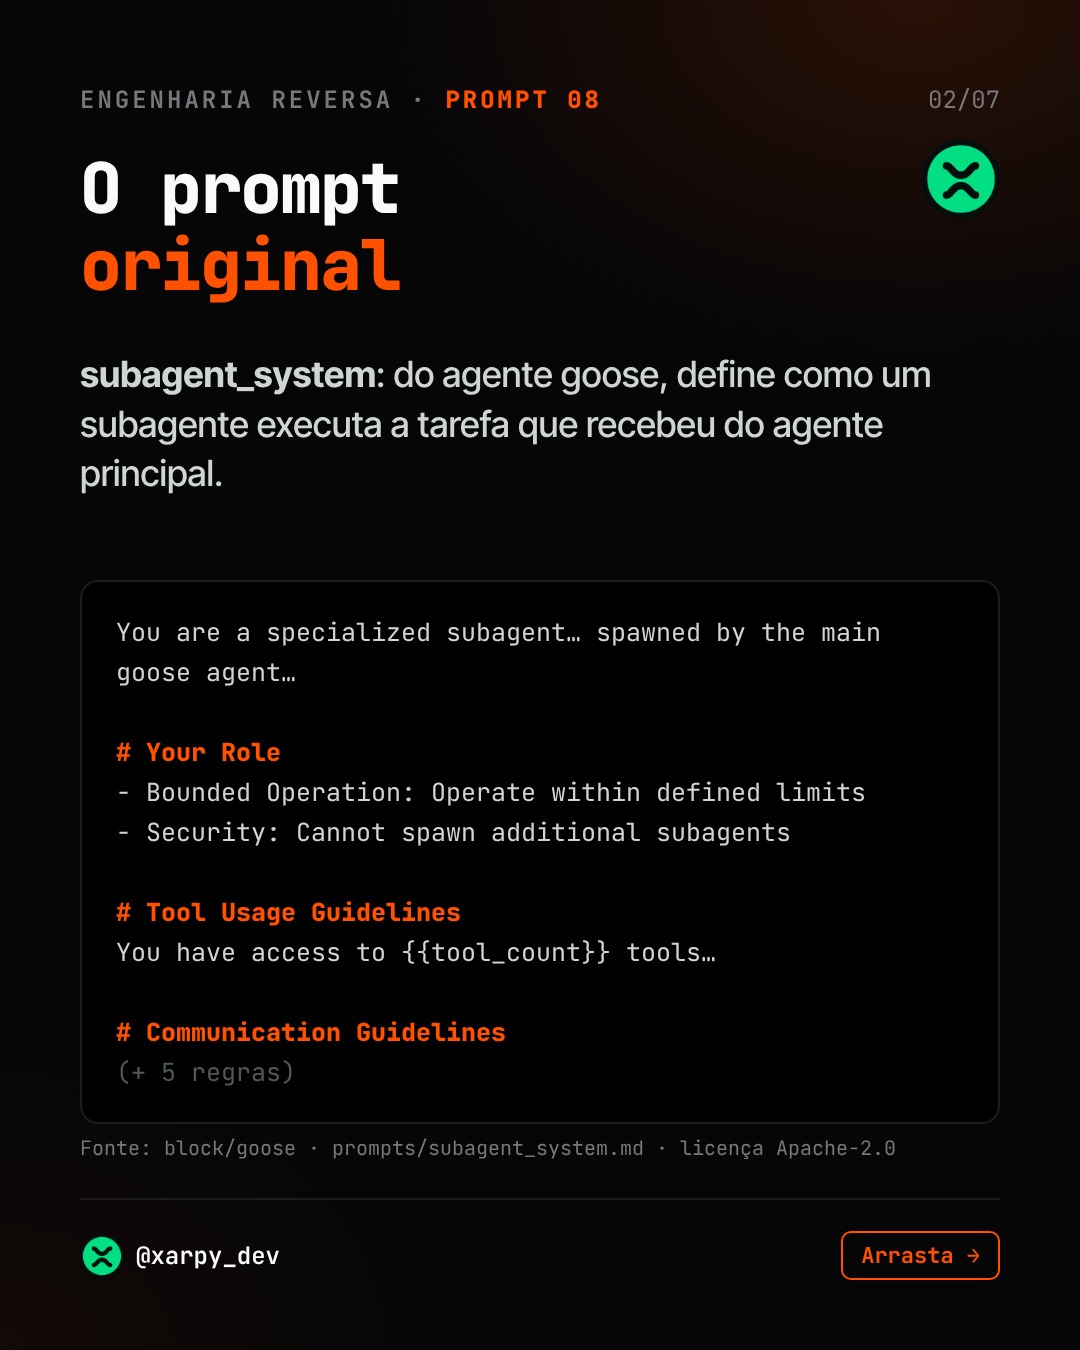 ENGENHARIA REVERSA · PROMPT 08
02/07
O prompt
original
subagent_system: do agente goose, define como um
subagente executa a tarefa que recebeu do agente
principal.
You are a specialized subagent… spawned by the main
goose agent…
# Your Role
- Bounded Operation: Operate within defined limits
- Security: Cannot spawn additional subagents
# Tool Usage Guidelines
You have access to {{tool_count}} tools…
# Communication Guidelines
(+ 5 regras)
Fonte: block/goose · prompts/subagent_system.md · licença Apache-2.0
@xarpy_dev
Arrasta →